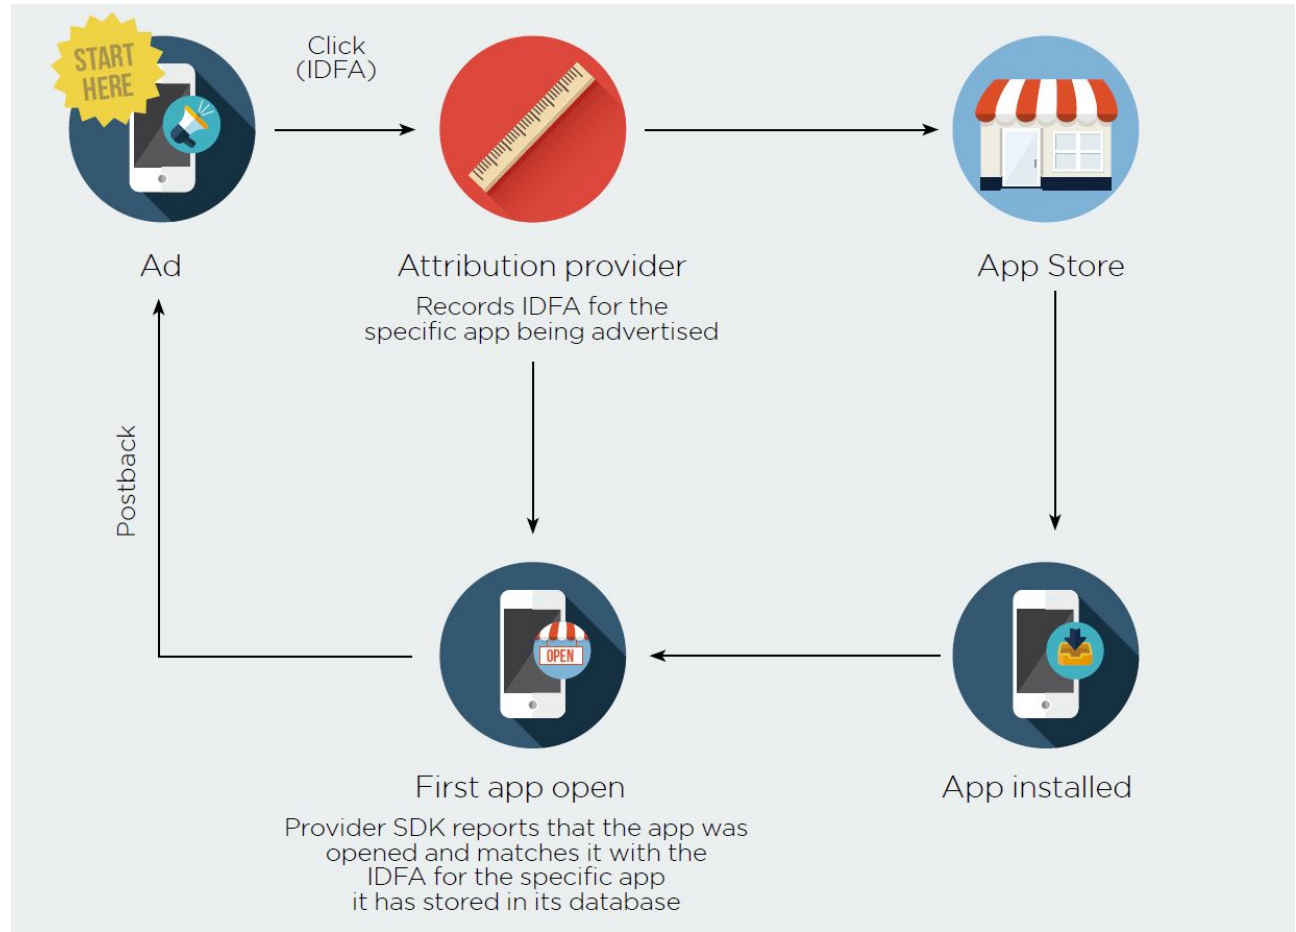 START
HERE
Click
(IDFA)
Ad
Attribution provider
Records IDFA for the
specific app being advertised
App Store
Postback
OPEN
First app open
Provider SDK reports that the app was
opened and matches it with the
IDFA for the specific app
it has stored in its database
App installed